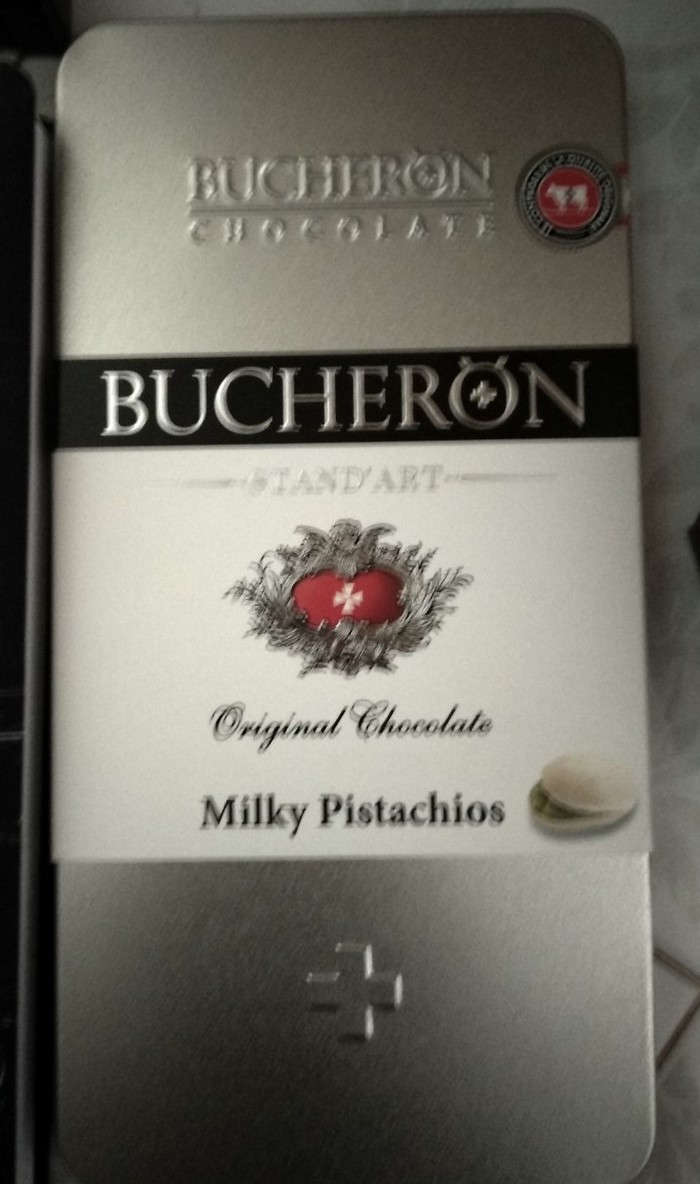 BUCHERON
CHOCOLATE
BUCHERON
STAND'ART
Original Chocolate
Milky Pistachios